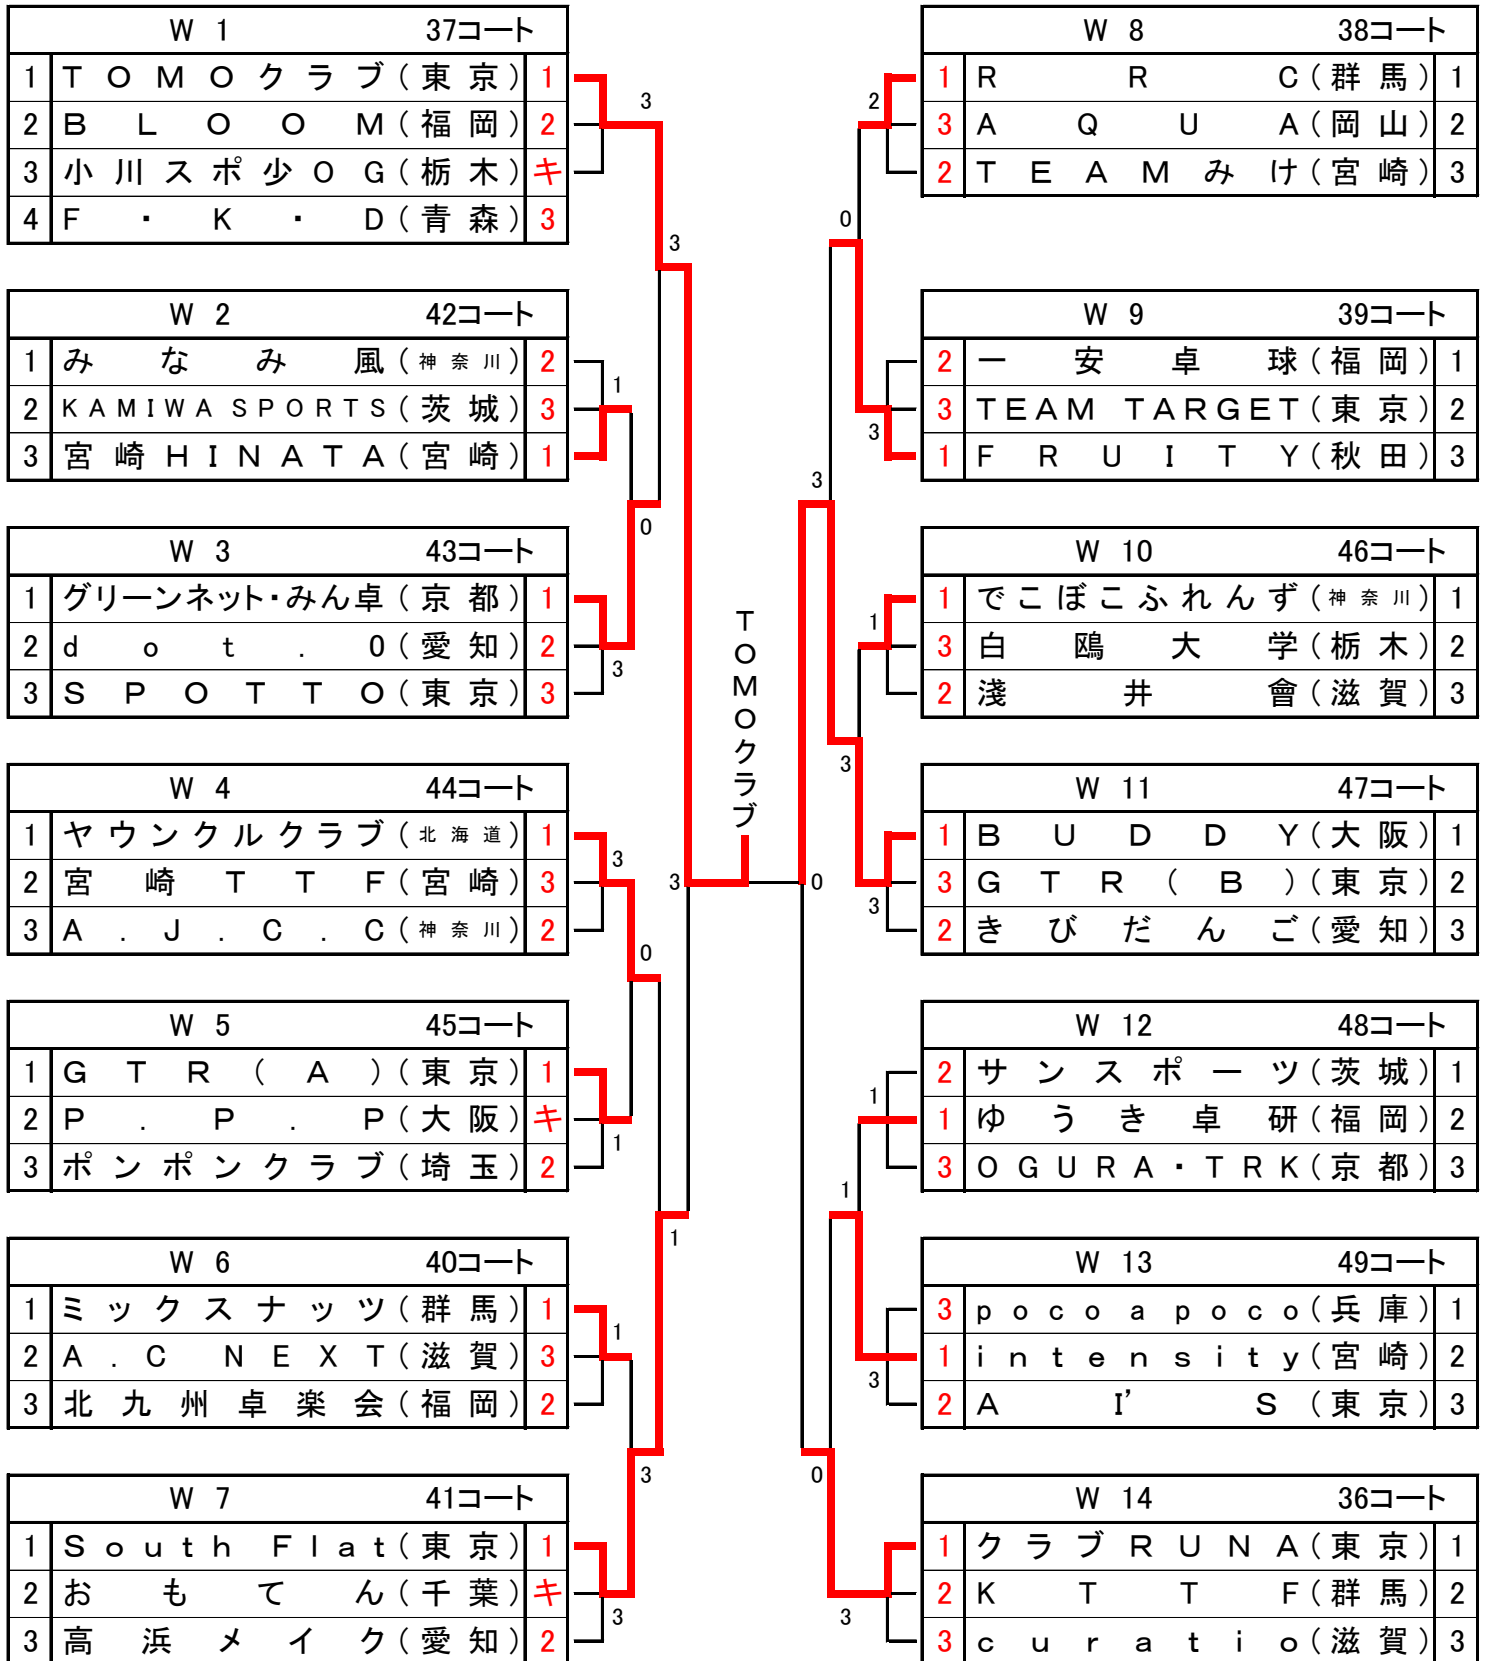 W 1 37コート
1 TOMOクラブ(東京) 1
2 BLOOM(福岡) 2
3 小川スポ少OG(栃木) キ
4 F・K・D(青森) 3
W 2 42コート
1 みなみ風(神奈川) 2
2 KAMIWA SPORTS(茨城) 3
3 宮崎HINATA(宮崎) 1
W 3 43コート
1 グリーンネット・みん卓(京都) 1
2 dot.0(愛知) 2
3 SPOTTO(東京) 3
W 4 44コート
1 ヤウンクルクラブ(北海道) 1
2 宮崎TTF(宮崎) 3
3 A.J.C.C(神奈川) 2
W 5 45コート
1 GTR(A)(東京) 1
2 P.P.P(大阪) キ
3 ポンポンクラブ(埼玉) 2
W 6 40コート
1 ミックスナッツ(群馬) 1
2 A.C NEXT(滋賀) 3
3 北九州卓楽会(福岡) 2
W 7 41コート
1 South Flat(東京) 1
2 おもてん(千葉) キ
3 高浜メイク(愛知) 2
3
3
1
0
3
3
0
1
1
1
3
3
3
TOMOクラブ
0
2
0
3
3
1
3
3
1
1
3
0
3
W 8 38コート
1 RRC(群馬) 1
3 AQUA(岡山) 2
2 TEAMみけ(宮崎) 3
W 9 39コート
2 一安卓球(福岡) 1
3 TEAM TARGET(東京) 2
1 FRUITY(秋田) 3
W 10 46コート
1 でこぼこふれんず(神奈川) 1
3 白鴎大学(栃木) 2
2 淺井會(滋賀) 3
W 11 47コート
1 BUDDY(大阪) 1
3 GTR(B)(東京) 2
2 きびだんご(愛知) 3
W 12 48コート
2 サンスポーツ(茨城) 1
1 ゆうき卓研(福岡) 2
3 OGURA・TRK(京都) 3
W 13 49コート
3 pocoapoco(兵庫) 1
1 intensity(宮崎) 2
2 AI'S(東京) 3
W 14 36コート
1 クラブRUNA(東京) 1
2 KTTF(群馬) 2
3 curatio(滋賀) 3